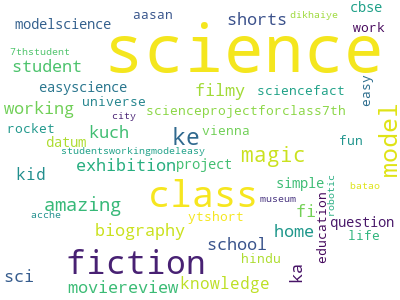 dikhaiye
cbse
aasan
shorts
modelscience
work
science
7thstudent
student
filmy
easyscience
sciencefact
easy
universe
working
scienceprojectforclass7th
city
model
rocket
kuch
ke
vienna
datum
fun
studentsworkingmodeleasy
magic
exhibition
project
kid
simple
robotic
class
batao
museum
education
amazing
fi
acche
ytshort
question
biography
home
life
school
fiction
hindu
ka
sci
knowledge
moviereview